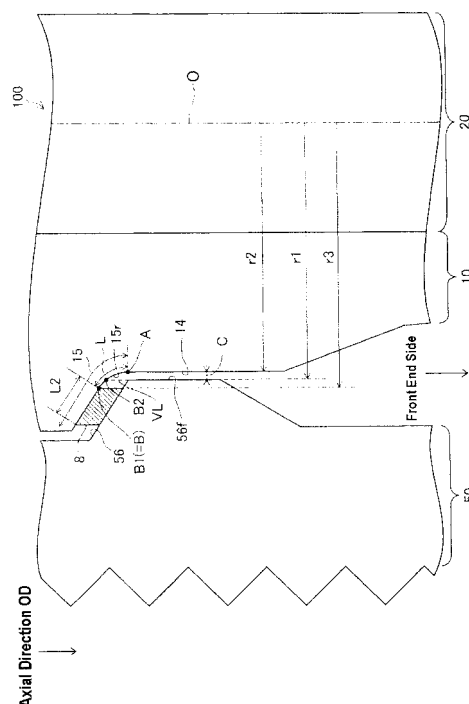 100
O
20
10
r2
r1
r3
Front End Side
15
L
15r
A
14
C
L2
B2
VL
56f
B1(=B)
56
8
50
Axial Direction OD